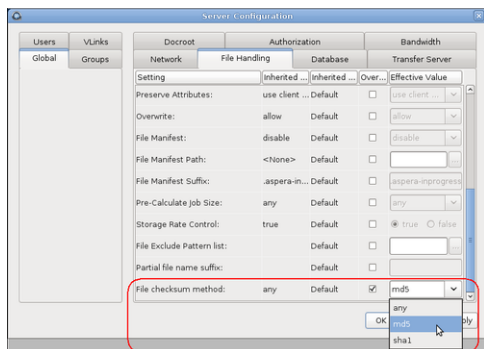 Server Configuration
Users VLinks Docroot Authorization Bandwidth
Global Groups Network File Handling Database Transfer Server
Setting Inherited ... Inherited ... Over... Effective Value
Preserve Attributes: use client ... Default use client ...
Overwrite: allow Default allow
File Manifest: disable Default disable
File Manifest Path: <None> Default ...
File Manifest Suffix: .aspera-in... Default .aspera-inprogress
Pre-Calculate Job Size: any Default any
Storage Rate Control: true Default true false
File Exclude Pattern list: Default ...
Partial file name suffix: Default
File checksum method: any Default md5
any
OK md5 ply
sha1